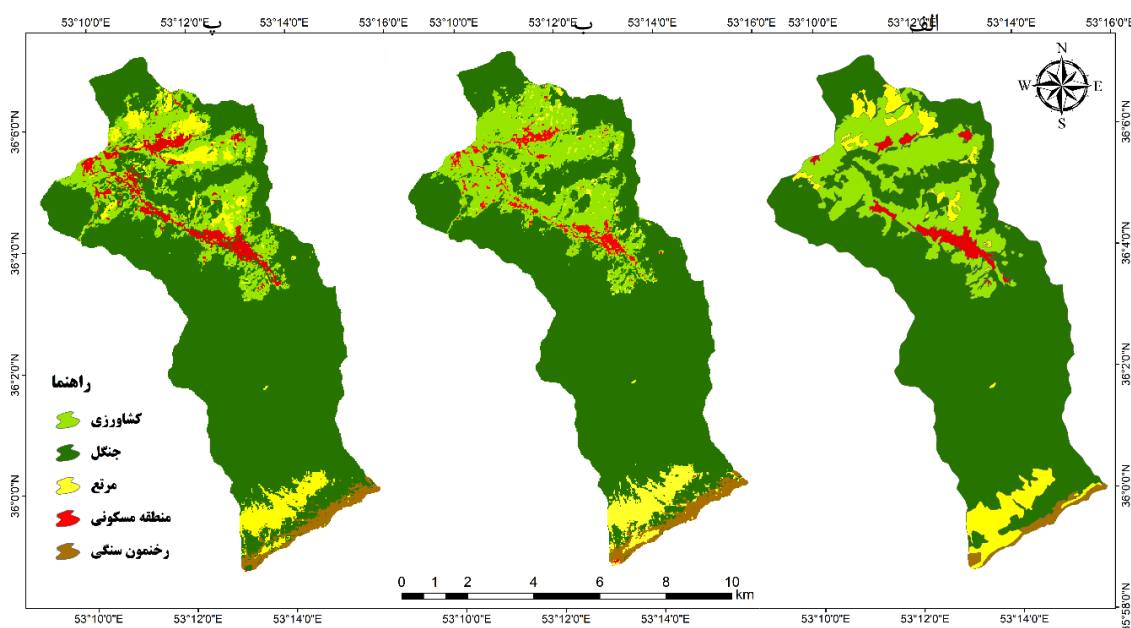 پ ب الف
53°10'0"E 53°12'0"E 53°14'0"E 53°16'0"E 53°10'0"E 53°12'0"E 53°14'0"E 53°16'0"E 53°10'0"E 53°12'0"E 53°14'0"E 53°16'0"E
N
W E
S
36°6'0"N 36°6'0"N
36°4'0"N 36°4'0"N
36°2'0"N 36°2'0"N
36°0'0"N 36°0'0"N
35°58'0"N
راهنما
کشاورزی
جنگل
مرتع
منطقه مسکونی
رخنمون سنگی
0 1 2 4 6 8 10
km
53°10'0"E 53°12'0"E 53°14'0"E 53°10'0"E 53°12'0"E 53°14'0"E 53°10'0"E 53°12'0"E 53°14'0"E